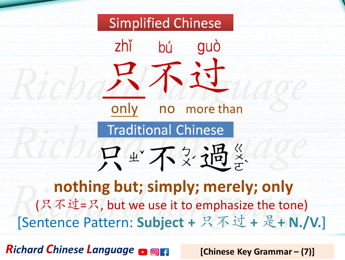 Simplified Chinese
zhǐ bú guò
只不过
only no more than
Traditional Chinese
只ㄓˇ不ㄅㄨˊ過ㄍㄨㄛˋ
nothing but; simply; merely; only
(只不过=只, but we use it to emphasize the tone)
[Sentence Pattern: Subject + 只不过 + 是+ N./V.]
Richard Chinese Language
[Chinese Key Grammar – (7)]